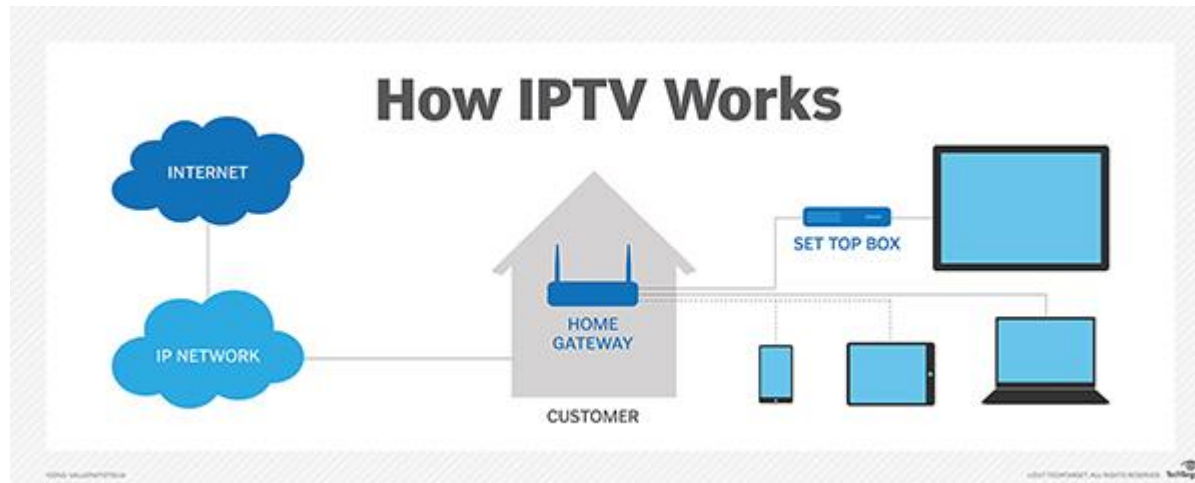 How IPTV Works
INTERNET
SET TOP BOX
HOME
GATEWAY
IP NETWORK
CUSTOMER